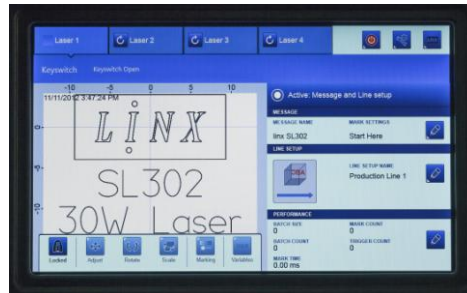 Laser 1
Laser 2
Laser 3
Laser 4
Keyswitch
Keyswitch Open
-10 -5 0 5 10
11/11/2012 3:47:24 PM
LINX
SL302
30W Laser
Locked
Adjust
Rotate
Scale
Marking
Variables
Active: Message and Line setup
MESSAGE
MESSAGE NAME
MARK SETTINGS
linx SL302
Start Here
LINE SETUP
LINE SETUP NAME
Production Line 1
PERFORMANCE
BATCH SIZE
MARK COUNT
0
0
BATCH COUNT
TRIGGER COUNT
0
0
MARK TIME
0.00 ms